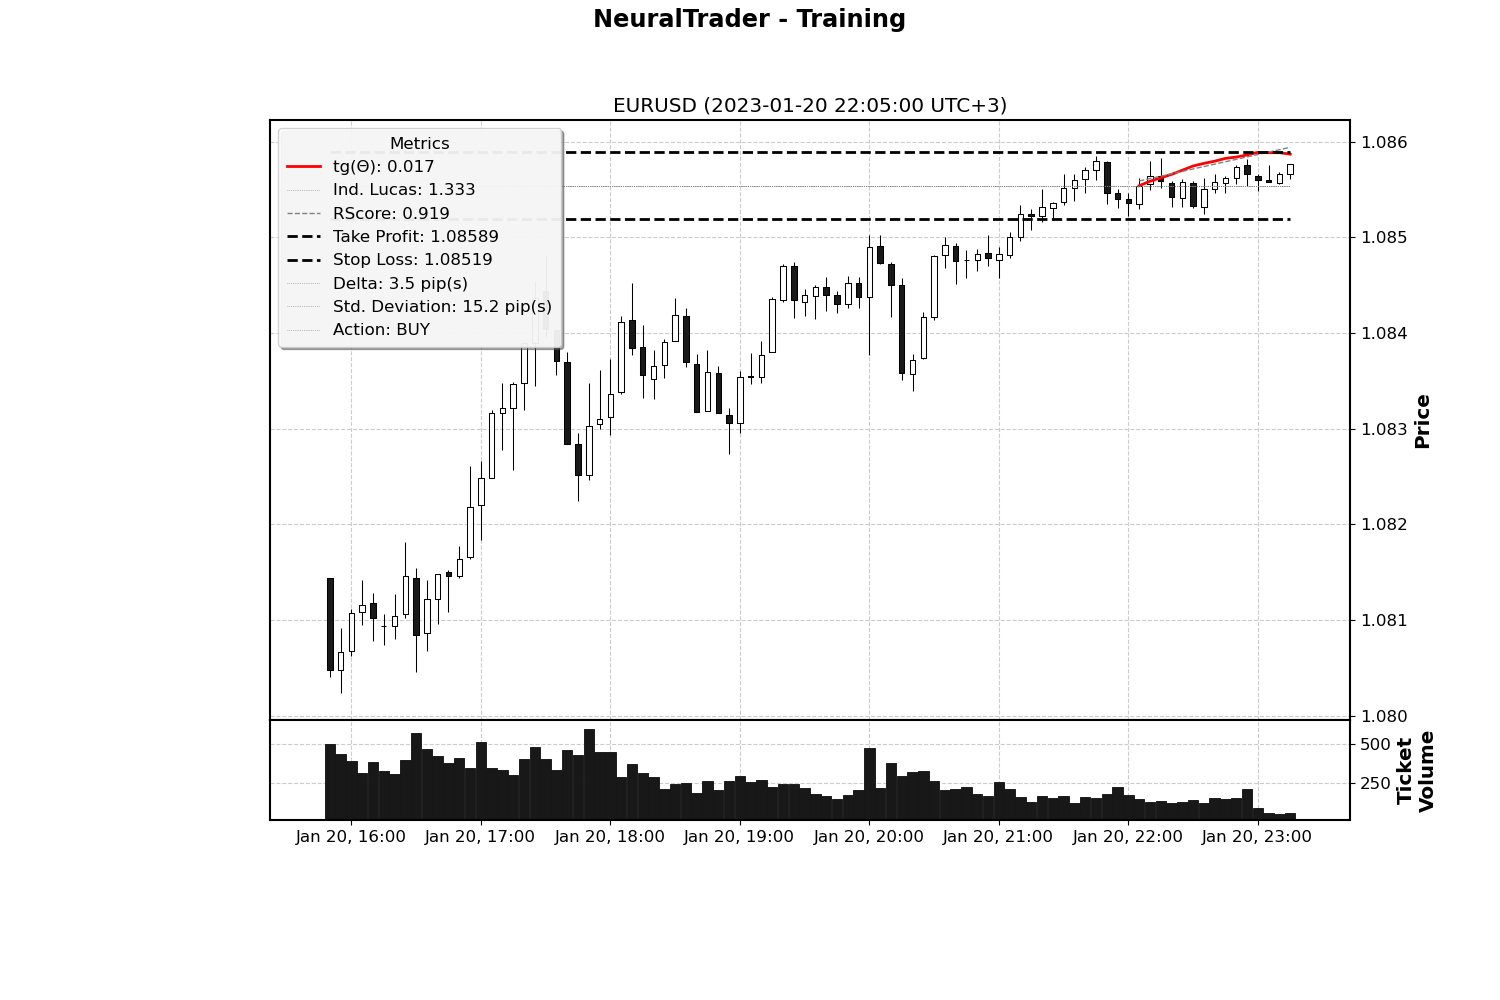 NeuralTrader - Training
EURUSD (2023-01-20 22:05:00 UTC+3)
Metrics
tg(Θ): 0.017
Ind. Lucas: 1.333
RScore: 0.919
Take Profit: 1.08589
Stop Loss: 1.08519
Delta: 3.5 pip(s)
Std. Deviation: 15.2 pip(s)
Action: BUY
1.086
1.085
1.084
1.083
1.082
1.081
1.080
Price
500
250
Ticket
Volume
Jan 20, 16:00
Jan 20, 17:00
Jan 20, 18:00
Jan 20, 19:00
Jan 20, 20:00
Jan 20, 21:00
Jan 20, 22:00
Jan 20, 23:00